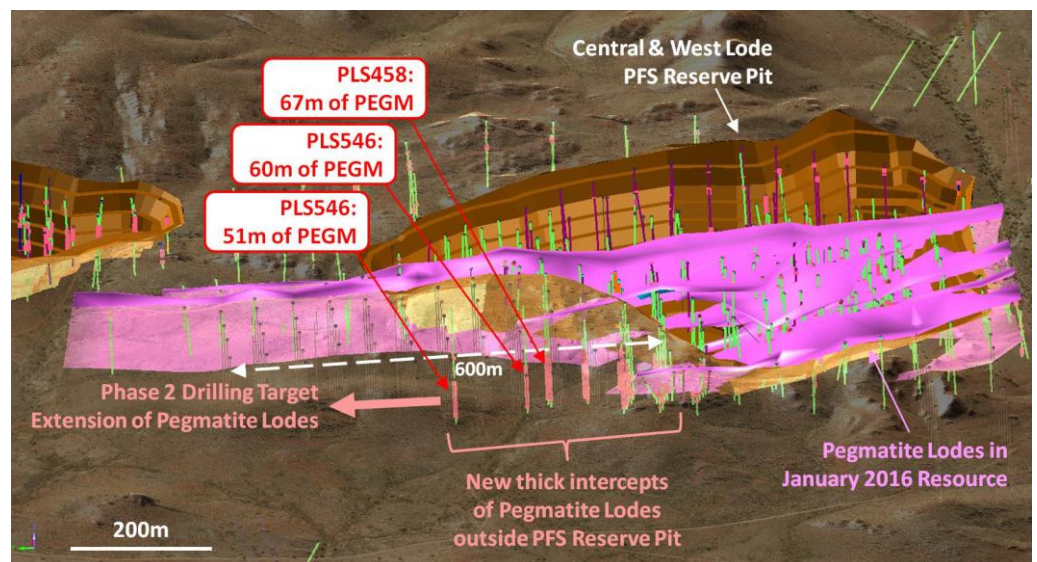 Central & West Lode
PFS Reserve Pit
PLS458:
67m of PEGM
PLS546:
60m of PEGM
PLS546:
51m of PEGM
600m
Phase 2 Drilling Target
Extension of Pegmatite Lodes
New thick intercepts
of Pegmatite Lodes
outside PFS Reserve Pit
Pegmatite Lodes in
January 2016 Resource
200m